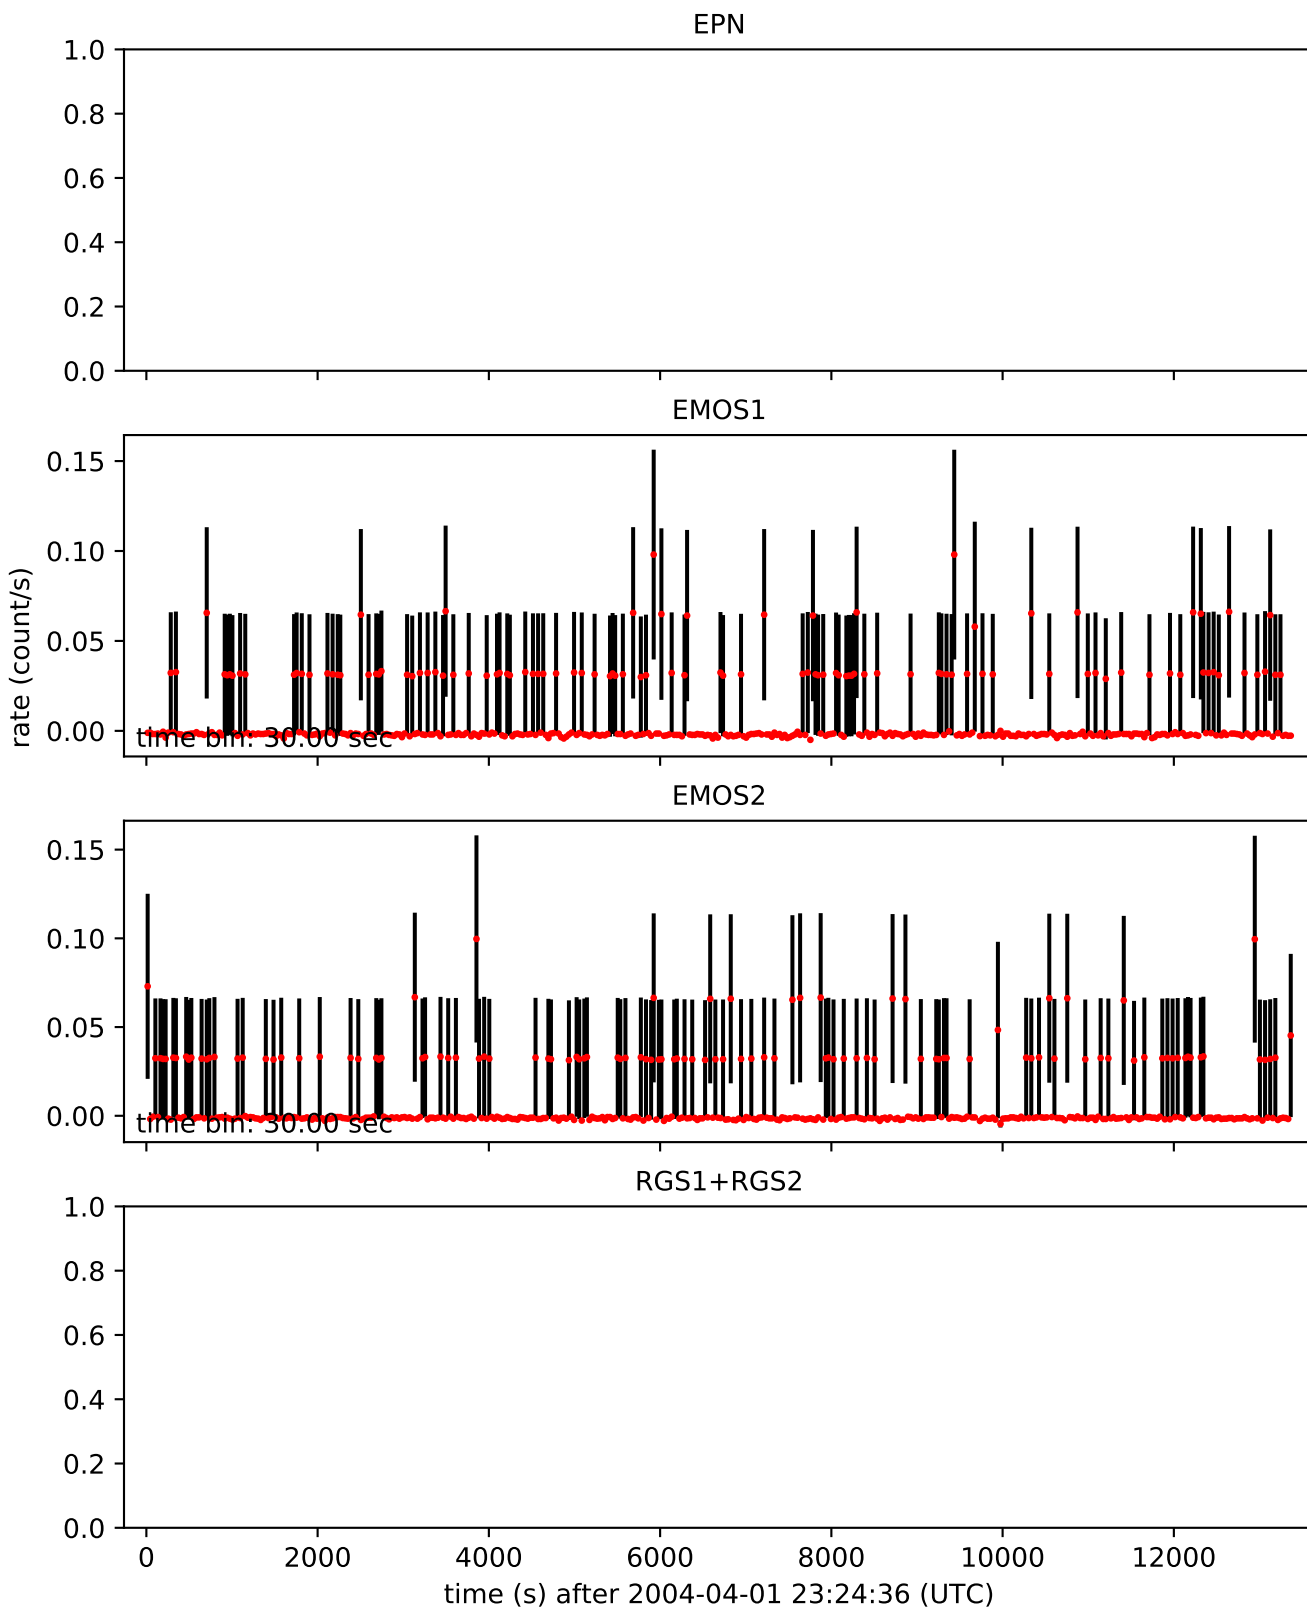 EPN
1.0
0.8
0.6
0.4
0.2
0.0
EMOS1
0.15
0.10
0.05
0.00
rate (count/s)
time bin: 30.00 sec
EMOS2
0.15
0.10
0.05
0.00
time bin: 30.00 sec
RGS1+RGS2
1.0
0.8
0.6
0.4
0.2
0.0
0 2000 4000 6000 8000 10000 12000
time (s) after 2004-04-01 23:24:36 (UTC)